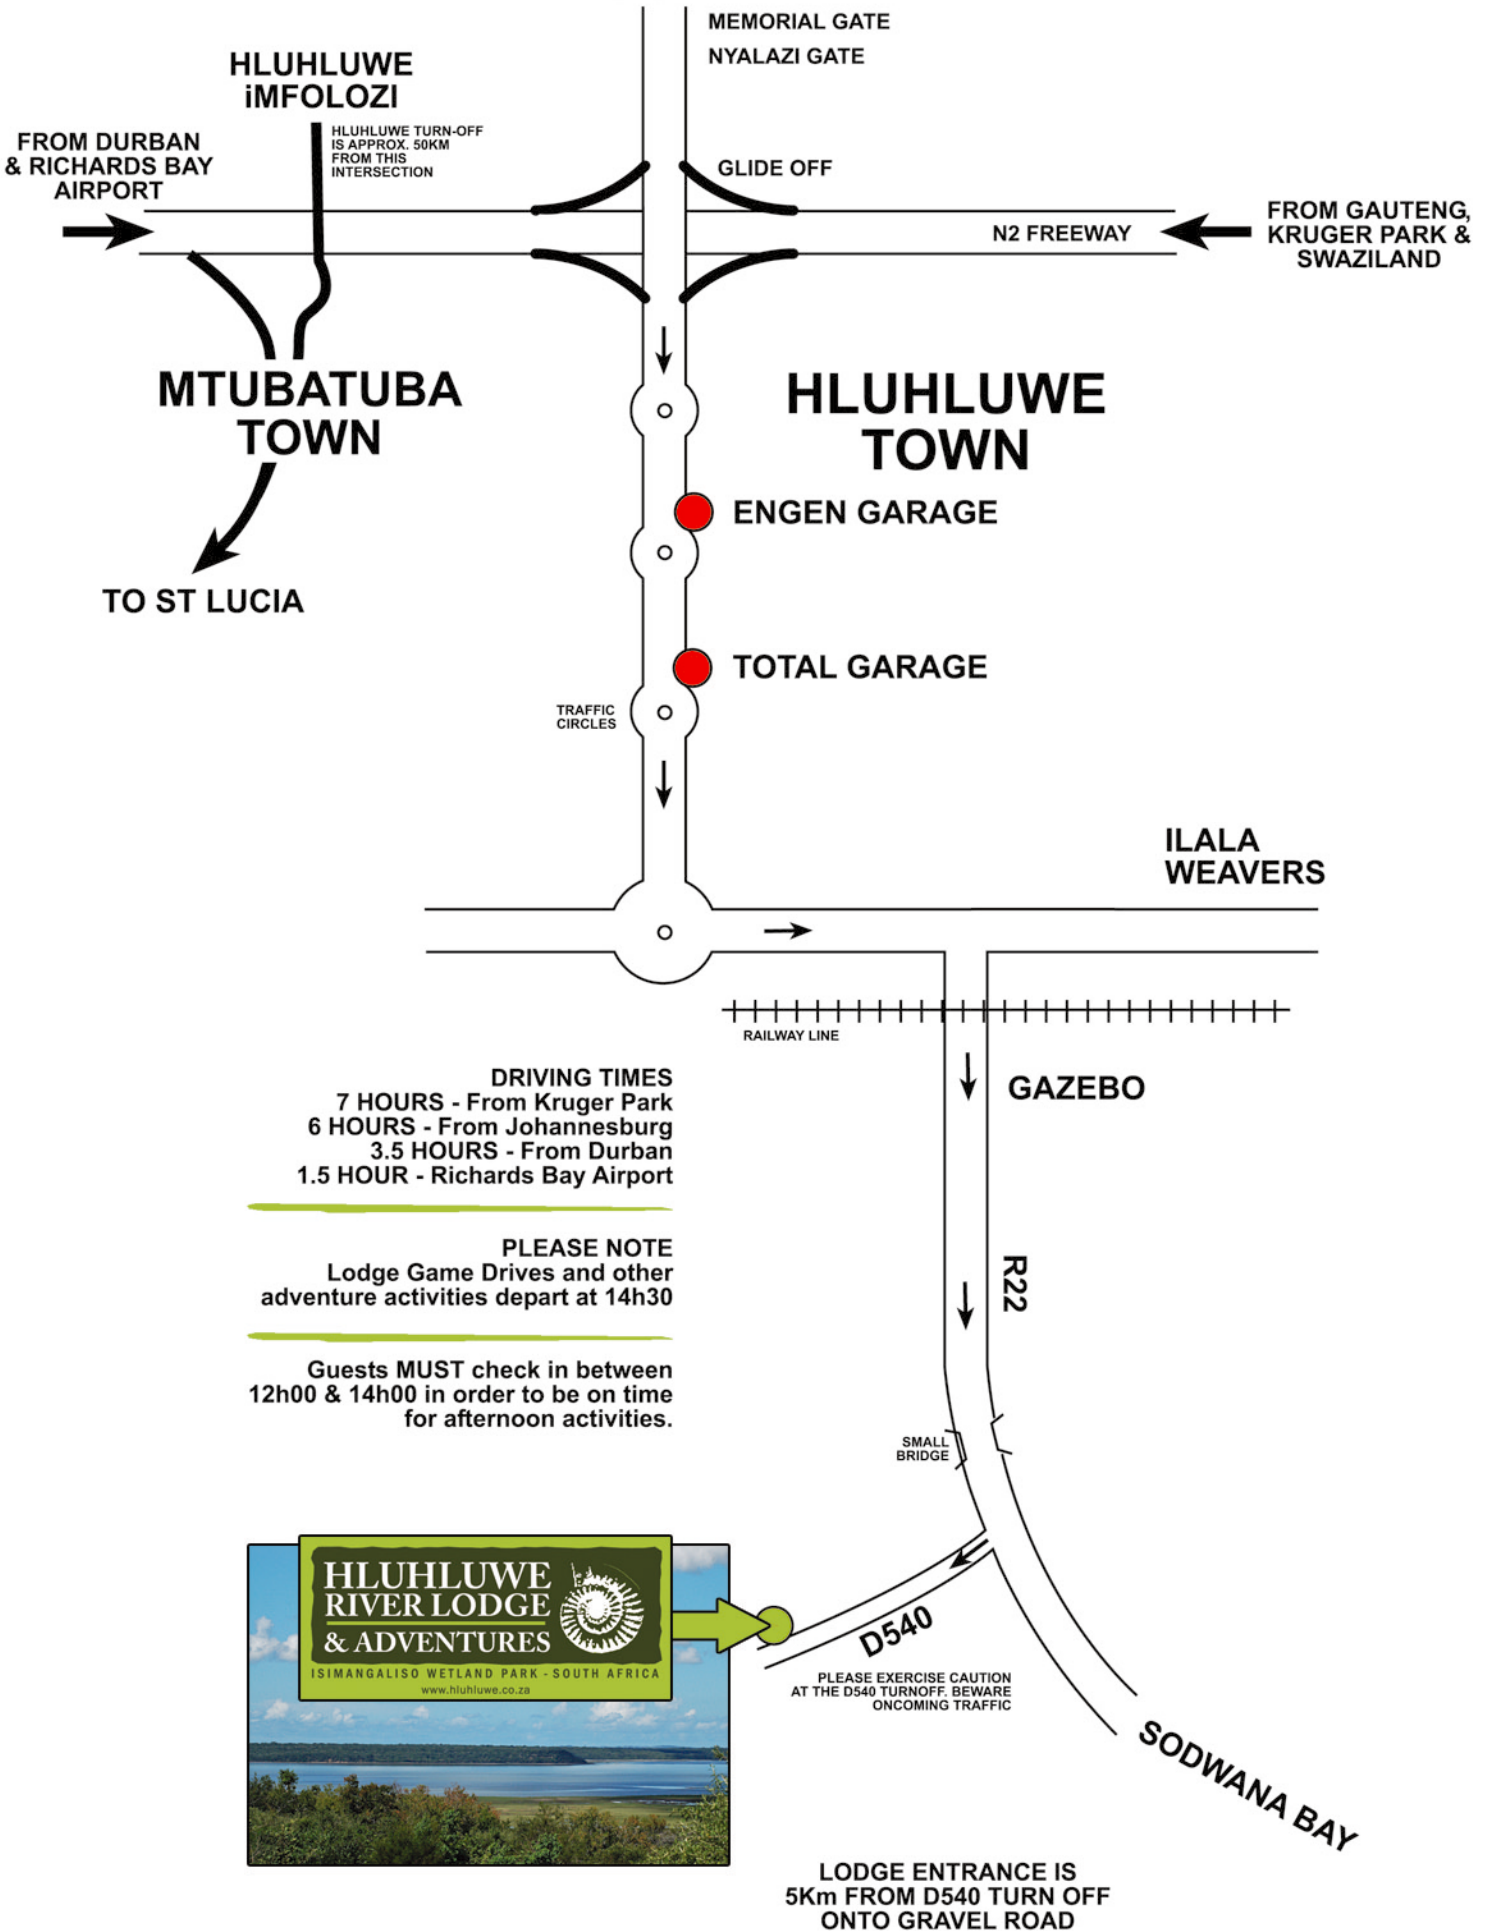 MEMORIAL GATE
NYALAZI GATE
HLUHLUWE
iMFOLOZI
HLUHLUWE TURN-OFF
IS APPROX. 50KM
FROM THIS
INTERSECTION
FROM DURBAN
& RICHARDS BAY
AIRPORT
GLIDE OFF
N2 FREEWAY
FROM GAUTENG,
KRUGER PARK &
SWAZILAND
MTUBATUBA
TOWN
HLUHLUWE
TOWN
ENGEN GARAGE
TO ST LUCIA
TOTAL GARAGE
TRAFFIC
CIRCLES
ILALA
WEAVERS
RAILWAY LINE
GAZEBO
DRIVING TIMES
7 HOURS - From Kruger Park
6 HOURS - From Johannesburg
3.5 HOURS - From Durban
1.5 HOUR - Richards Bay Airport
PLEASE NOTE
Lodge Game Drives and other
adventure activities depart at 14h30
R22
Guests MUST check in between
12h00 & 14h00 in order to be on time
for afternoon activities.
SMALL
BRIDGE
HLUHLUWE
RIVER LODGE
& ADVENTURES
ISIMANGALISO WETLAND PARK - SOUTH AFRICA
www.hluhluwe.co.za
D540
PLEASE EXERCISE CAUTION
AT THE D540 TURNOFF. BEWARE
ONCOMING TRAFFIC
SODWANA BAY
LODGE ENTRANCE IS
5Km FROM D540 TURN OFF
ONTO GRAVEL ROAD